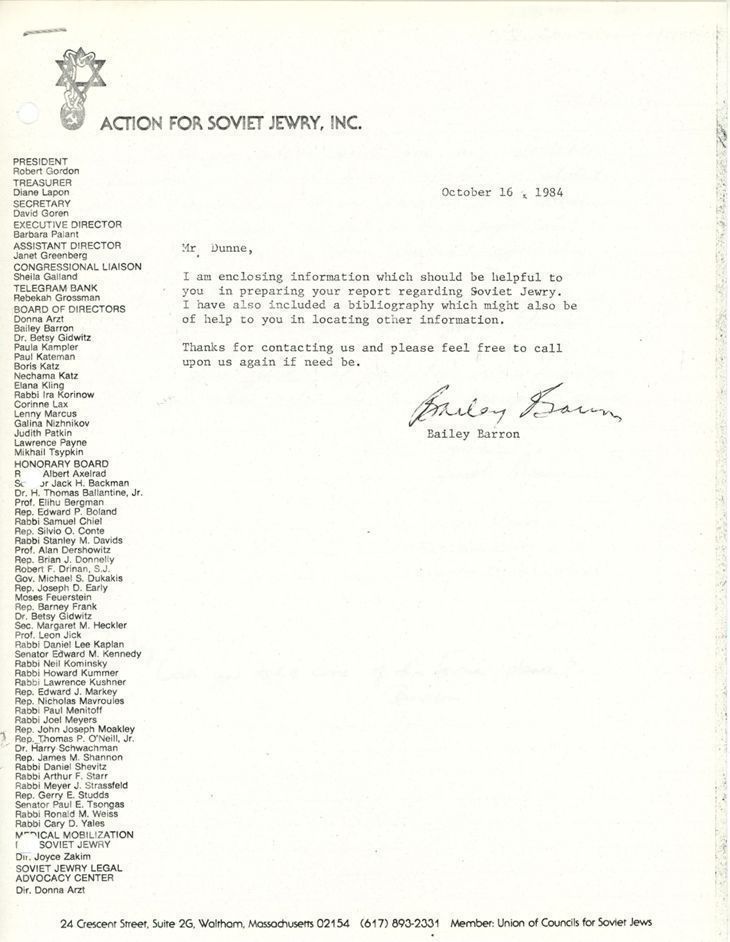 ACTION FOR SOVIET JEWRY, INC.
PRESIDENT
Robert Gordon
TREASURER
Diane Lapon
SECRETARY
David Goren
EXECUTIVE DIRECTOR
Barbara Palant
ASSISTANT DIRECTOR
Janet Greenberg
CONGRESSIONAL LIAISON
Sheila Galland
TELEGRAM BANK
Rebekah Grossman
BOARD OF DIRECTORS
Donna Arzt
Bailey Barron
Dr. Betsy Gidwitz
Paula Kampler
Paul Kateman
Boris Katz
Nechama Katz
Elana Kling
Rabbi Ira Korinow
Corinne Lax
Lenny Marcus
Galina Nizhnikov
Judith Patkin
Lawrence Payne
Mikhail Tsypkin
HONORARY BOARD
R Albert Axelrad
Jack H. Backman
Dr. H. Thomas Ballantine, Jr.
Prof. Elihu Bergman
Rep. Edward P. Boland
Rabbi Samuel Chiel
Rep. Silvio O. Conte
Rabbi Stanley M. Davids
Prof. Alan Dershowitz
Rep. Brian J. Donnelly
Robert F. Drinan, S.J.
Gov. Michael S. Dukakis
Rep. Joseph D. Early
Moses Feuerstein
Rep. Barney Frank
Dr. Betsy Gidwitz
Sec. Margaret M. Heckler
Prof. Leon Jick
Rabbi Daniel Lee Kaplan
Senator Edward M. Kennedy
Rabbi Neil Kominsky
Rabbi Howard Kummer
Rabbi Lawrence Kushner
Rep. Edward J. Markey
Rep. Nicholas Mavroules
Rabbi Paul Menitoff
Rabbi Joel Meyers
Rep. John Joseph Moakley
Rep. Thomas P. O'Neill, Jr.
Dr. Harry Schwachman
Rep. James M. Shannon
Rabbi Daniel Shevitz
Rabbi Arthur F. Starr
Rabbi Meyer J. Strassfeld
Rep. Gerry E. Studds
Senator Paul E. Tsongas
Rabbi Ronald M. Weiss
Rabbi Cary D. Yales
MOBILIZATION
SOVIET JEWRY
Dir. Joyce Zakim
SOVIET JEWRY LEGAL
ADVOCACY CENTER
Dir. Donna Arzt
October 16, 1984
Mr. Dunne,
I am enclosing information which should be helpful to
you in preparing your report regarding Soviet Jewry.
I have also included a bibliography which might also be
of help to you in locating other information.
Thanks for contacting us and please feel free to call
upon us again if need be.
Bailey Barron
Bailey Barron
24 Crescent Street, Suite 2G, Waltham, Massachusetts 02154 (617) 893-2331 Member: Union of Councils for Soviet Jews